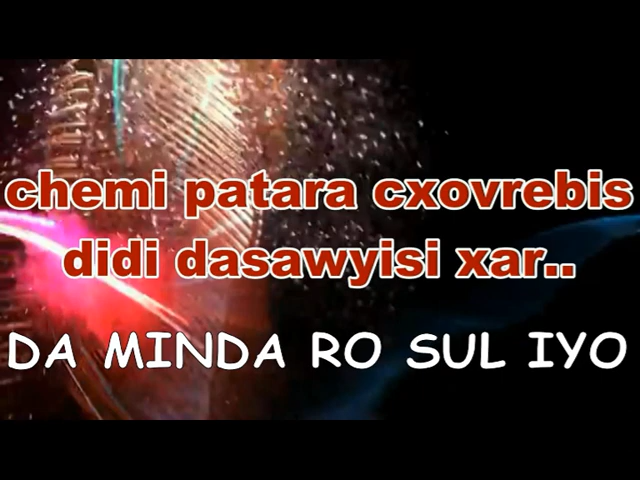 chemi patara cxovrebis
didi dasawyisi xar..
DA MINDA RO SUL IYO